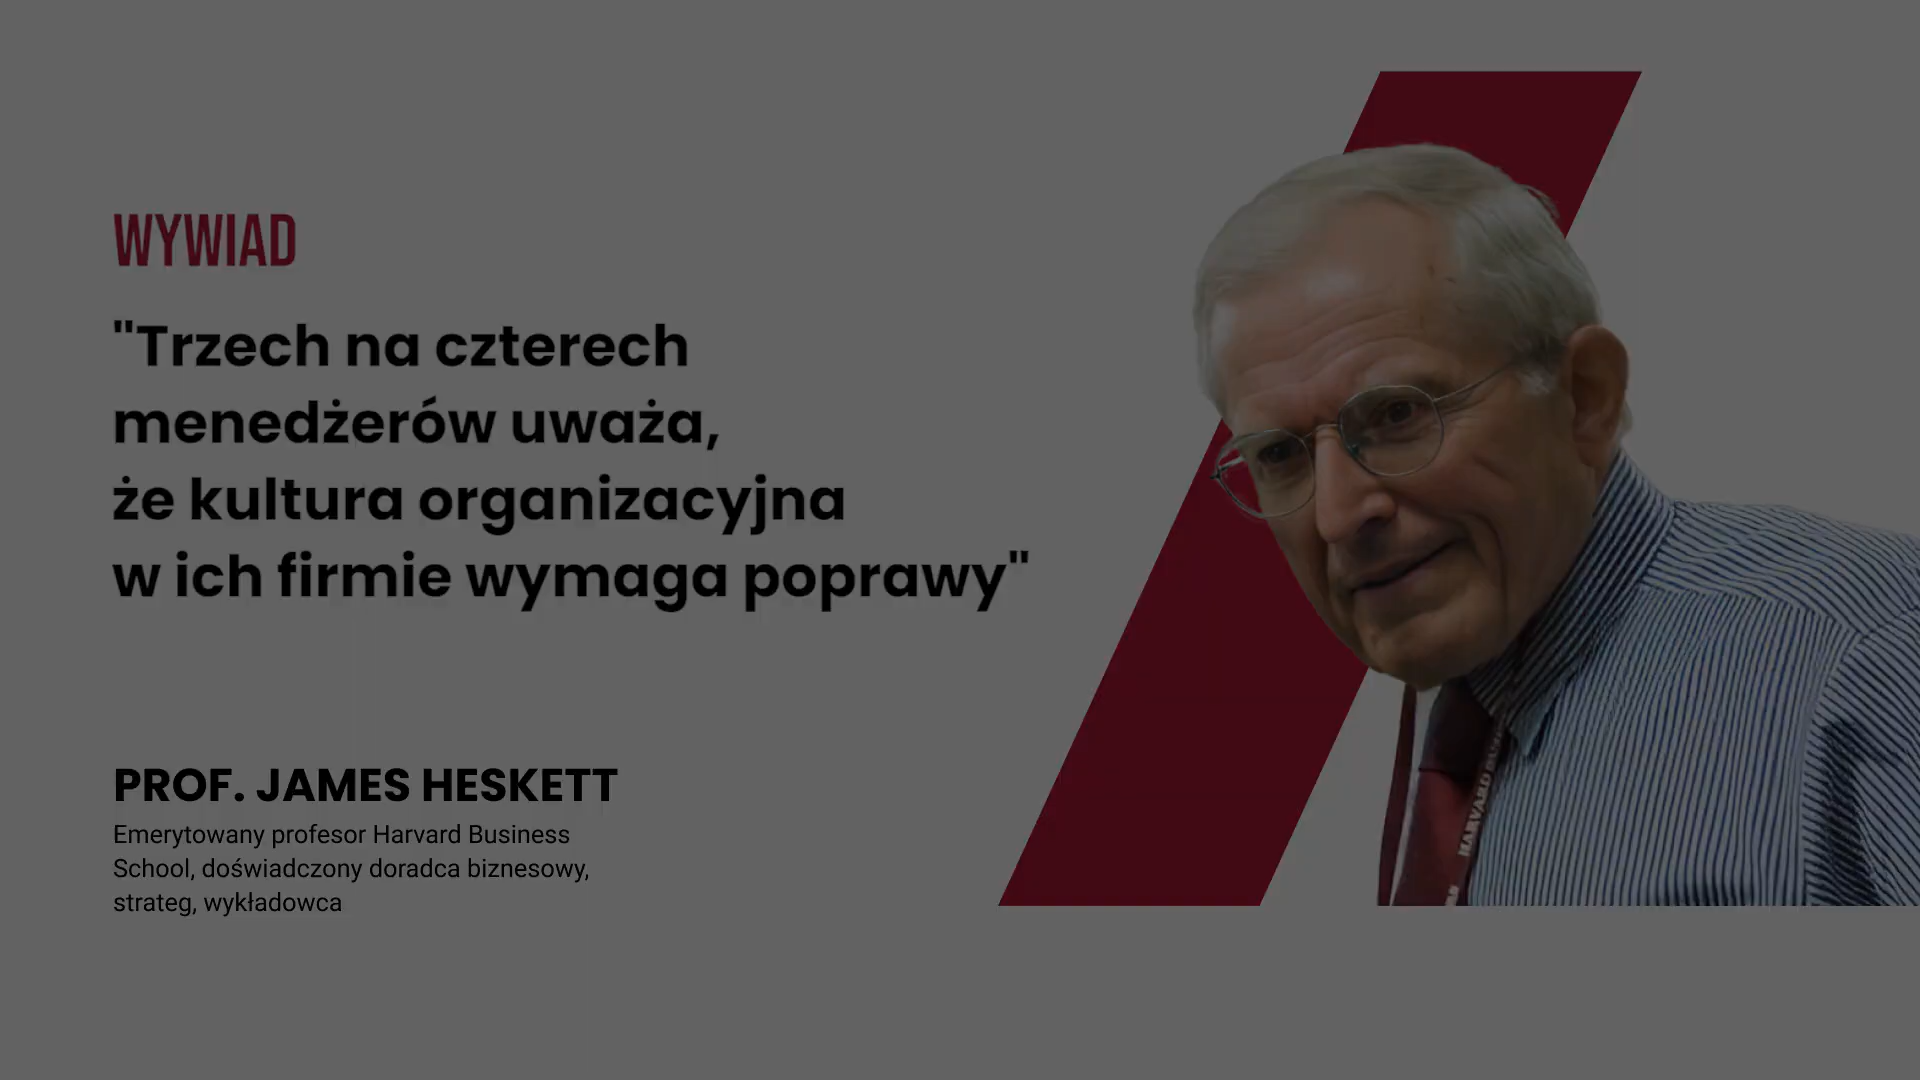 WYWIAD
"Trzech na czterech
menedżerów uważa,
że kultura organizacyjna
w ich firmie wymaga poprawy"
PROF. JAMES HESKETT
Emerytowany profesor Harvard Business
School, doświadczony doradca biznesowy,
strateg, wykładowca
HARVARD